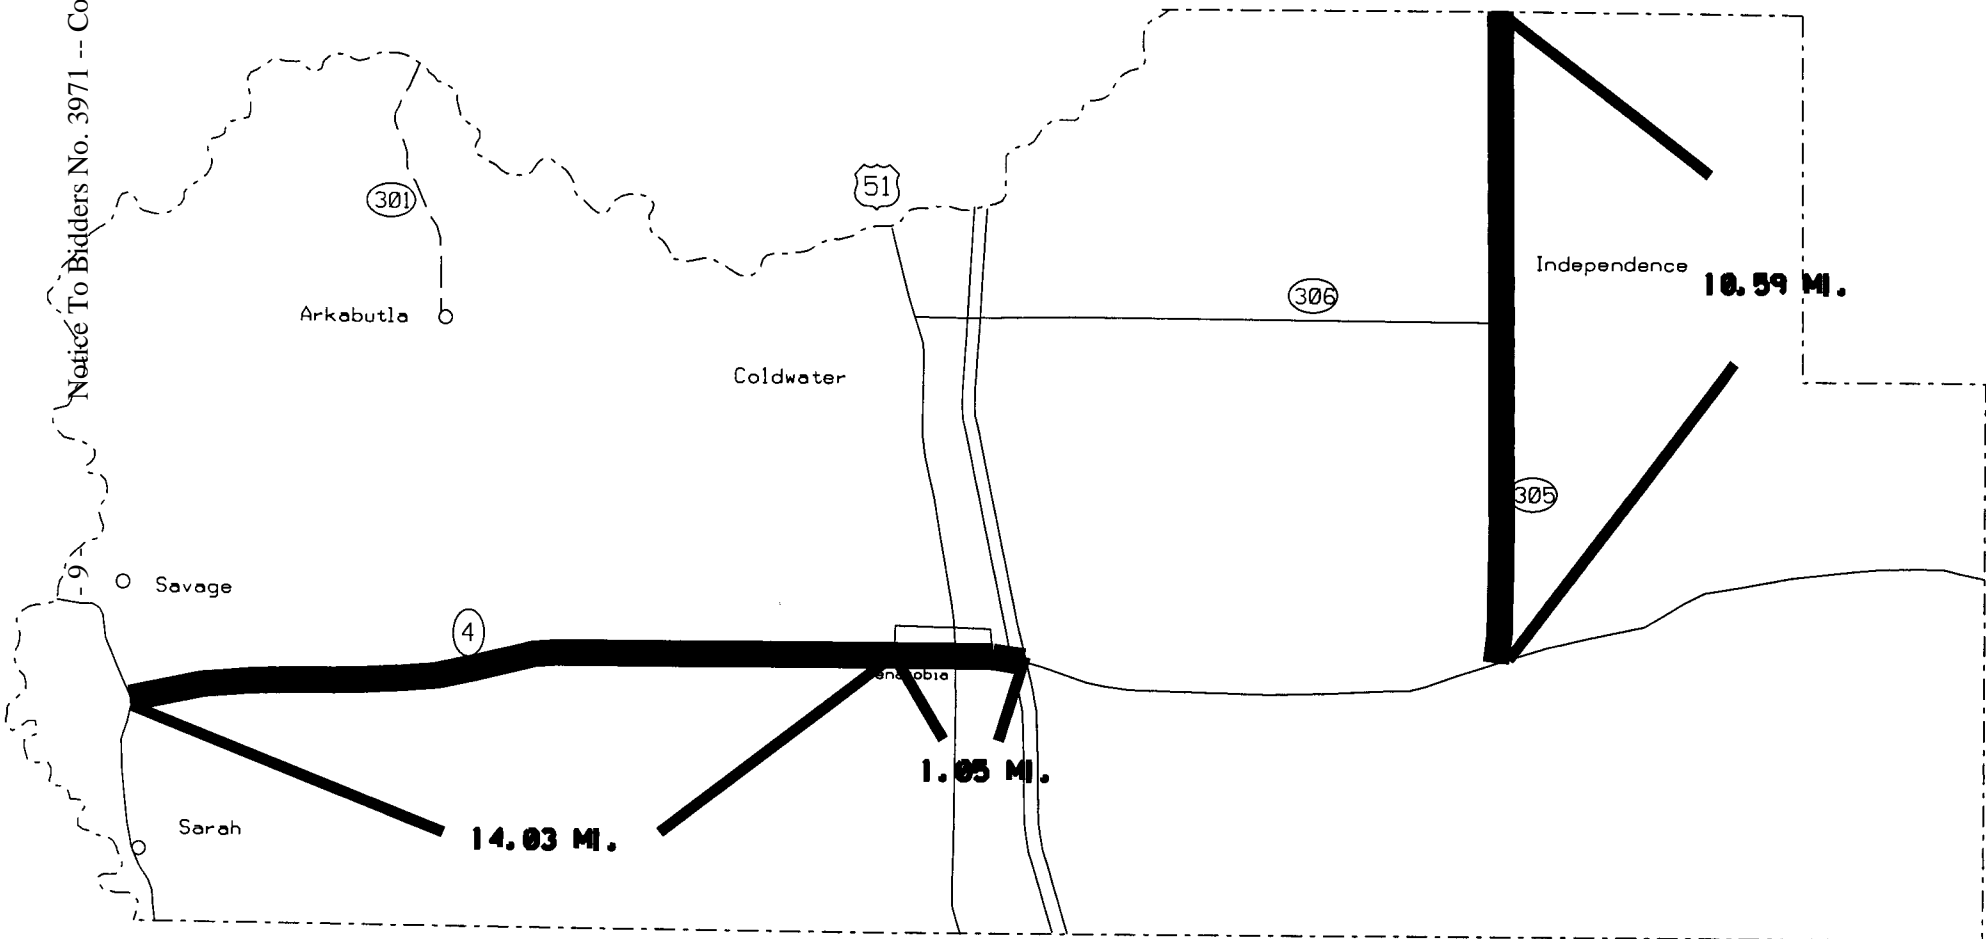 Notice To Bidders No. 3971 -- Co
- 9 -
51
301
Independence
10.59 MI.
306
Arkabutla
Coldwater
305
Savage
4
enatobia
1.05 MI.
Sarah
14.03 MI.